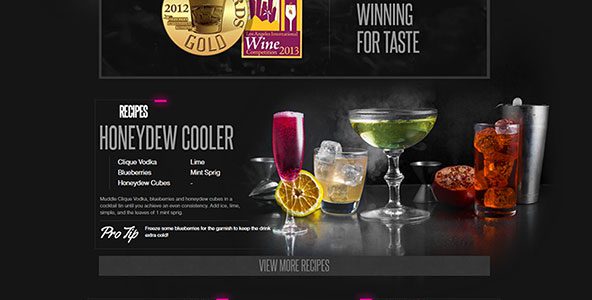 2012
GOLD
DS
Los Angeles International
Wine
Competition 2013
WINNING
FOR TASTE
RECIPES
HONEYDEW COOLER
Clique Vodka Lime
Blueberries Mint Sprig
Honeydew Cubes -
Muddle Clique Vodka, blueberries and honeydew cubes in a
cocktail tin until you achieve an even consistency. Add ice, lime,
simple, and the leaves of 1 mint sprig
Pro Tip Freeze some blueberries for the garnish to keep the drink
extra cold!
VIEW MORE RECIPES